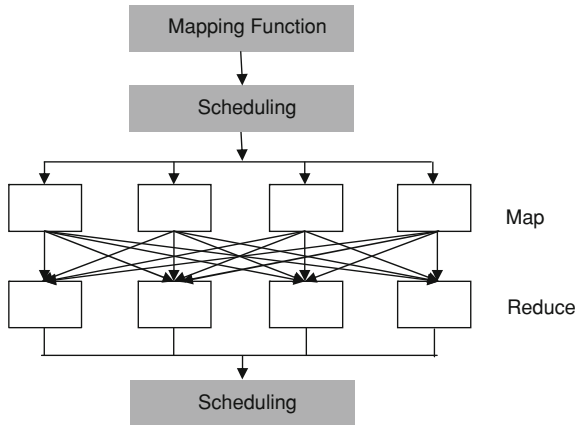 Mapping Function
Scheduling
Map
Reduce
Scheduling